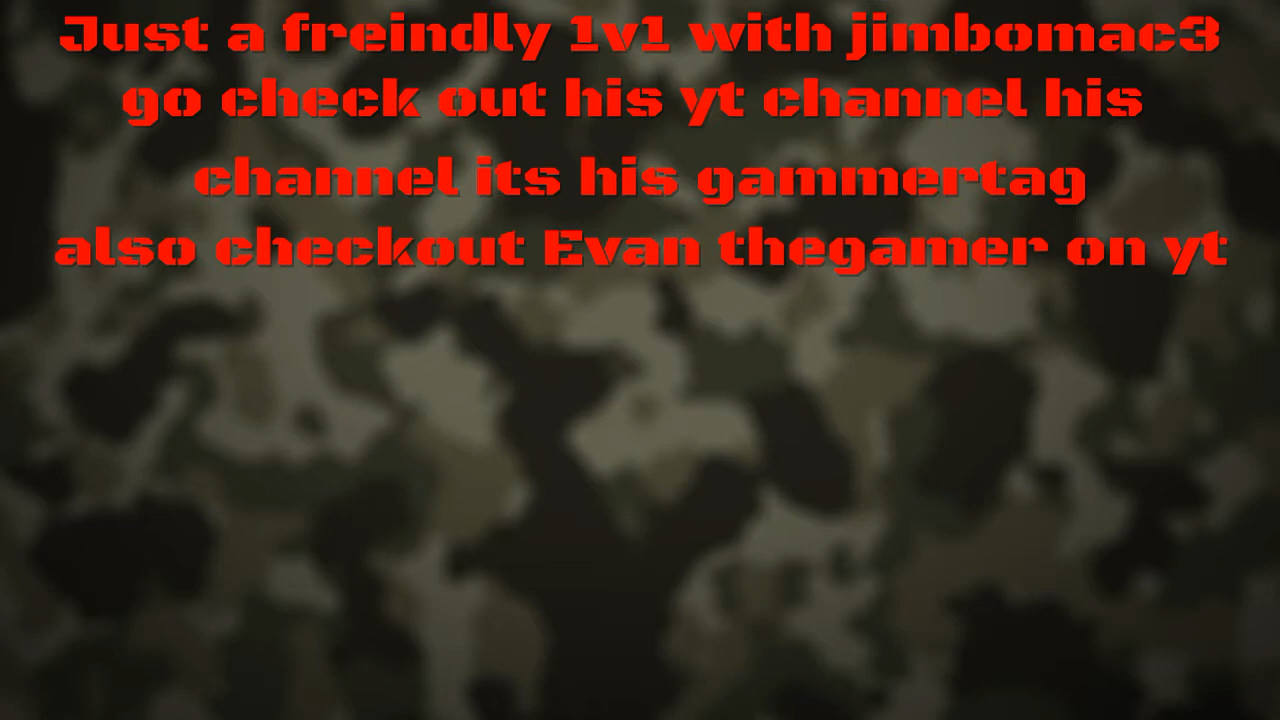 Just a freindly 1v1 with jimbomac3
go check out his yt channel his
channel its his gammertag
also checkout Evan thegamer on yt